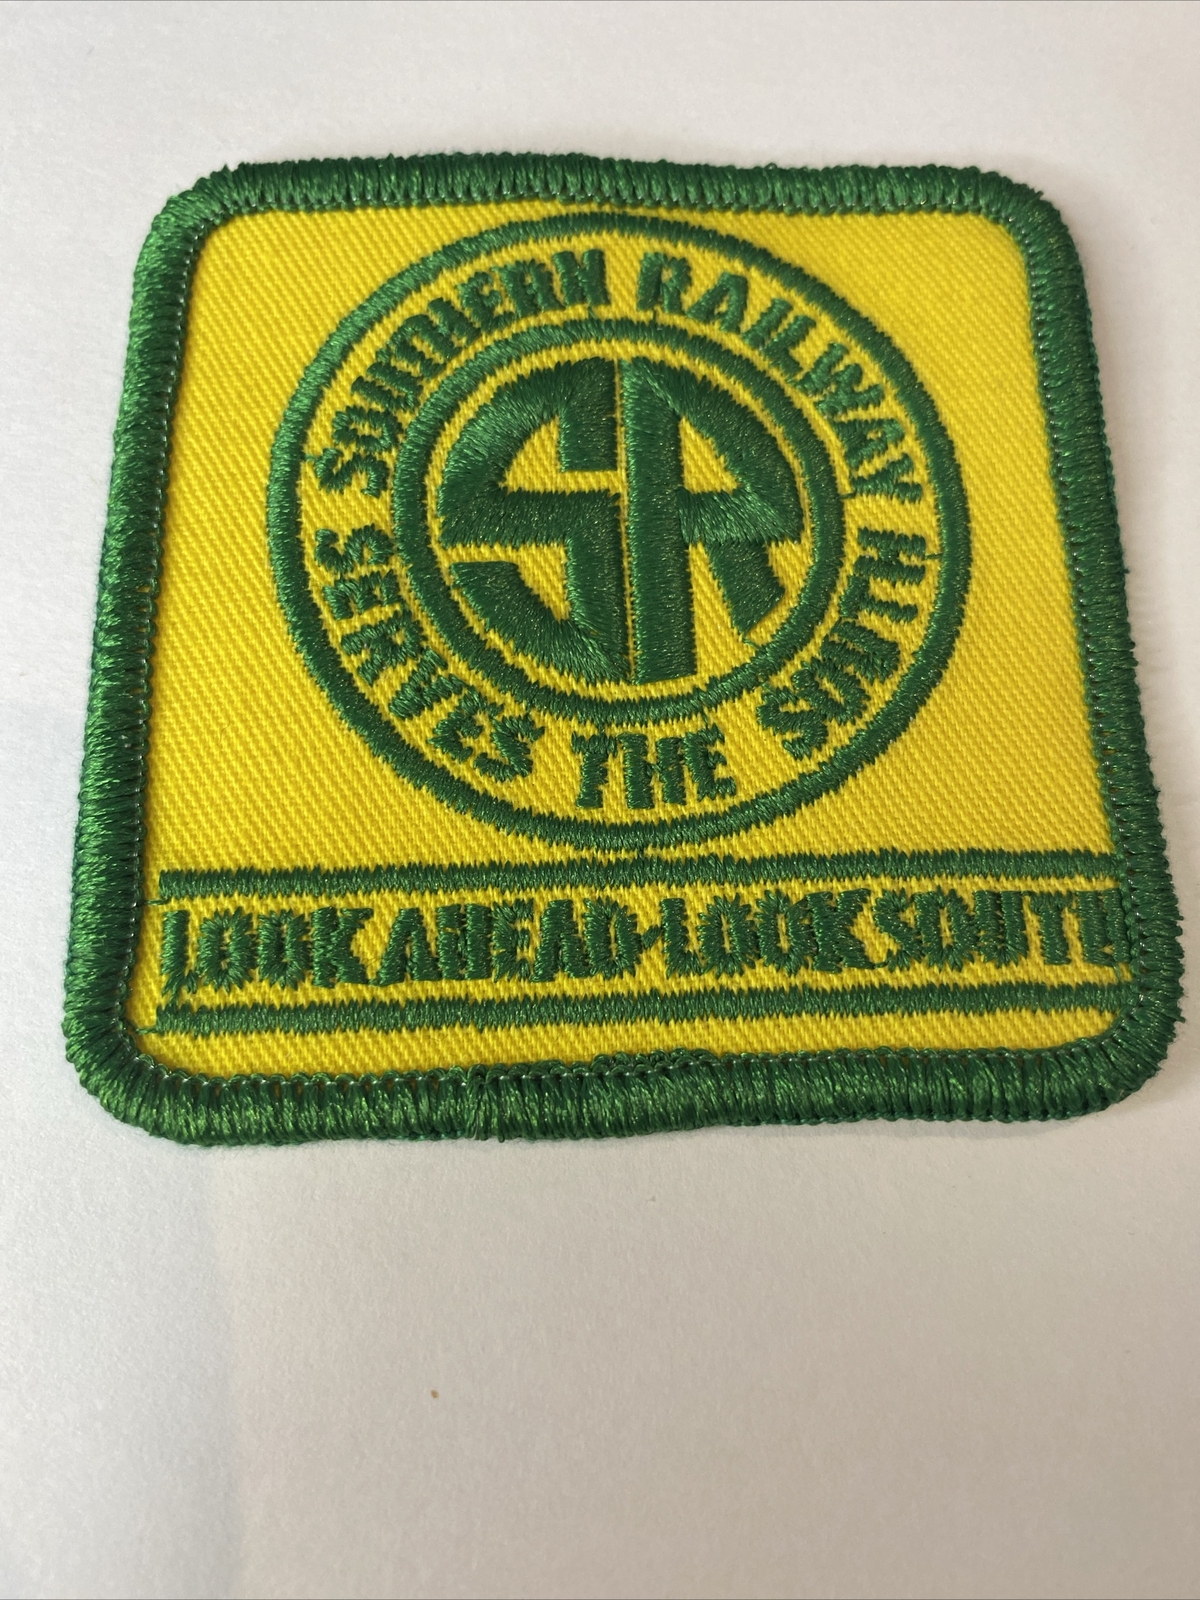 SOUTHERN RAILWAY
SR
SERVES THE SOUTH
LOOK AHEAD-LOOK SOUTH